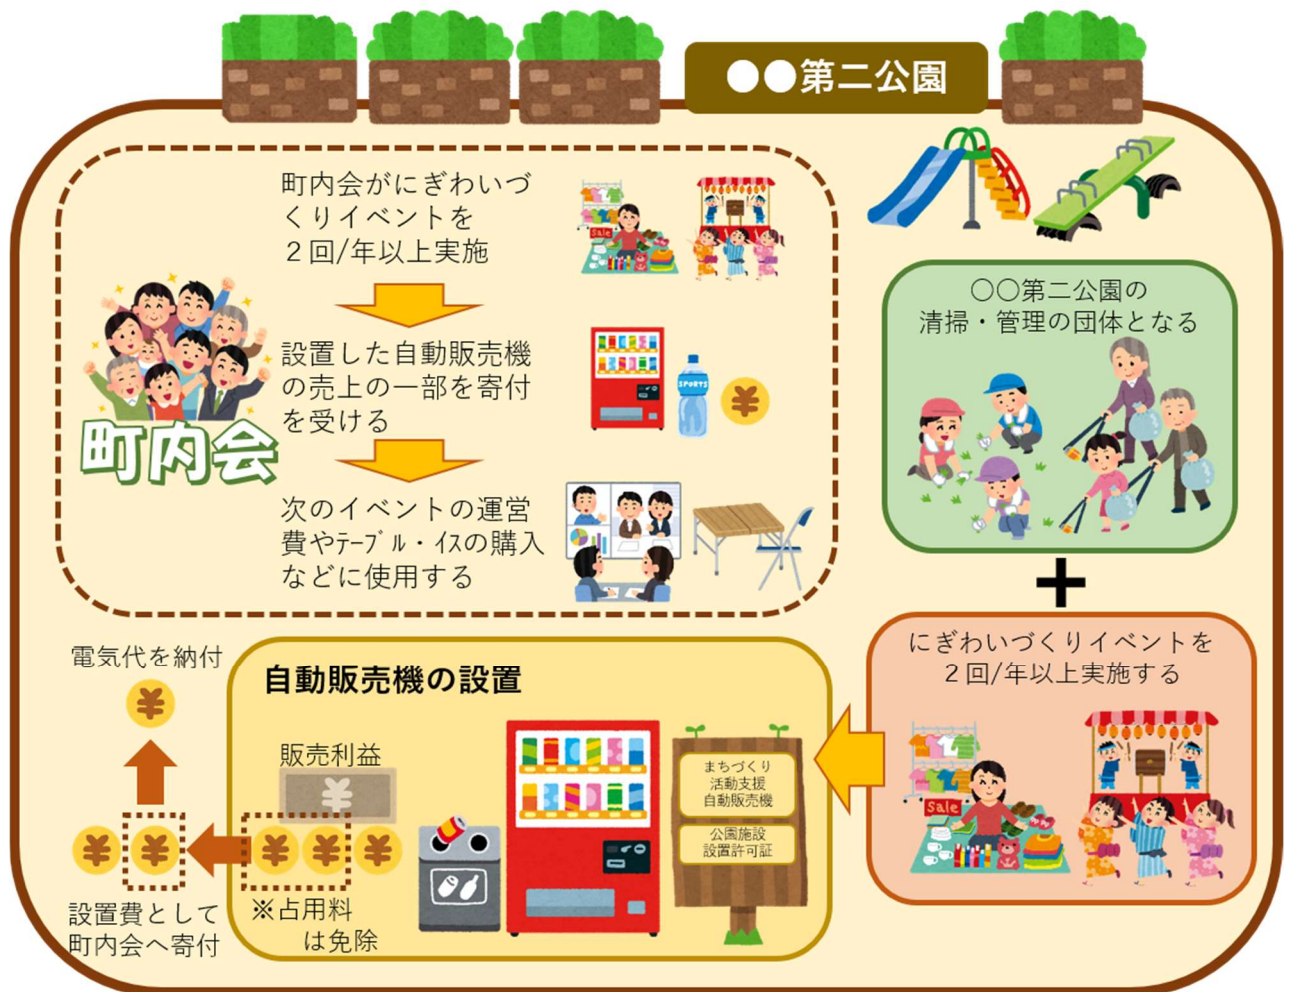 ●●第二公園
町内会がにぎわいづ
くりイベントを
２回/年以上実施
設置した自動販売機
の売上の一部を寄付
を受ける
SPORTS
町内会
次のイベントの運営
費やﾃｰﾌﾞﾙ・ｲｽの購入
などに使用する
Sale
〇〇第二公園の
清掃・管理の団体となる
+
にぎわいづくりイベントを
２回/年以上実施する
Sale
自動販売機の設置
まちづくり
活動支援
自動販売機
公園施設
設置許可証
販売利益
¥
※占用料
は免除
電気代を納付
¥
¥ ¥ ¥ ¥ ¥
設置費として
町内会へ寄付